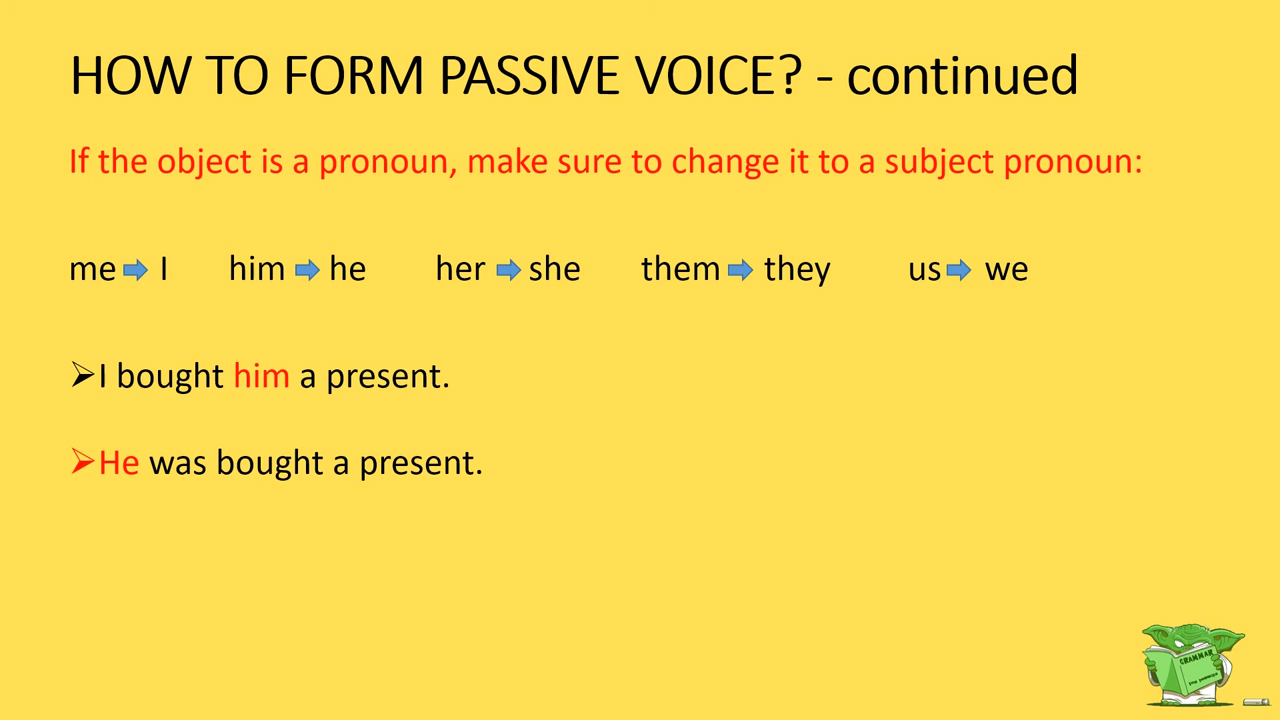 HOW TO FORM PASSIVE VOICE? - continued
If the object is a pronoun, make sure to change it to a subject pronoun:
me ➡ I him ➡ he her ➡ she them ➡ they us ➡ we
➢I bought him a present.
➢He was bought a present.
GRAMMAR